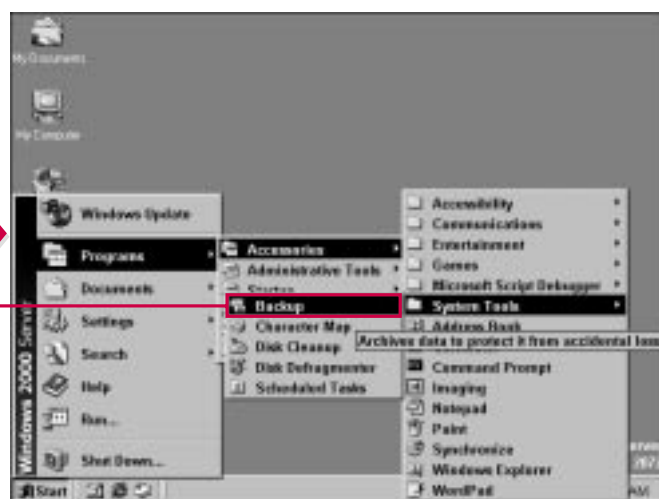 My Documents
My Computer
Windows 2000 Server
Windows Update
Programs
Documents
Settings
Search
Help
Run...
Shut Down...
Accessories
Administrative Tools
Startup
Backup
Character Map
Disk Cleanup
Disk Defragmenter
Scheduled Tasks
Accessibility
Communications
Entertainment
Games
Microsoft Script Debugger
System Tools
Address Book
Archives data to protect it from accidental loss
Command Prompt
Imaging
Notepad
Paint
Synchronize
Windows Explorer
WordPad
Start
AM